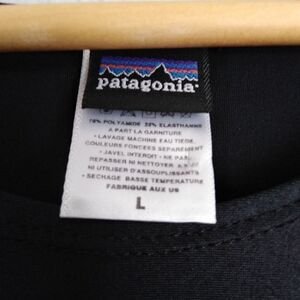 patagonia®
78% POLYAMIDE 22% ELASTHANNE
A PART LA GARNITURE
• LAVAGE MACHINE EAU TIEDE,
COULEURS FONCEES SEPAREMENT
• JAVEL INTERDIT - NE PAS
REPASSER NI NETTOYER A
NI UTILISER D'ASSOUPLISSANTS
• SECHAGE BASSE TEMPERATURE
FABRIQUE AUX US
L